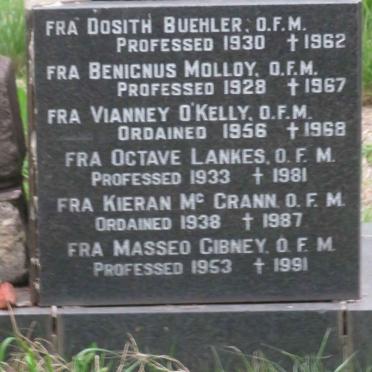 FRA DOSITH BUEHLER, O.F.M.
PROFESSED 1930 †1962
FRA BENIGNUS MOLLOY, O.F.M.
PROFESSED 1928 †1967
FRA VIANNEY O'KELLY, O.F.M.
ORDAINED 1956 †1968
FRA OCTAVE LANKES, O. F. M.
PROFESSED 1933 † 1981
FRA KIERAN Mc CRANN, O. F. M.
ORDAINED 1938 † 1987
FRA MASSEO GIBNEY, O. F. M.
PROFESSED 1953 † 1991